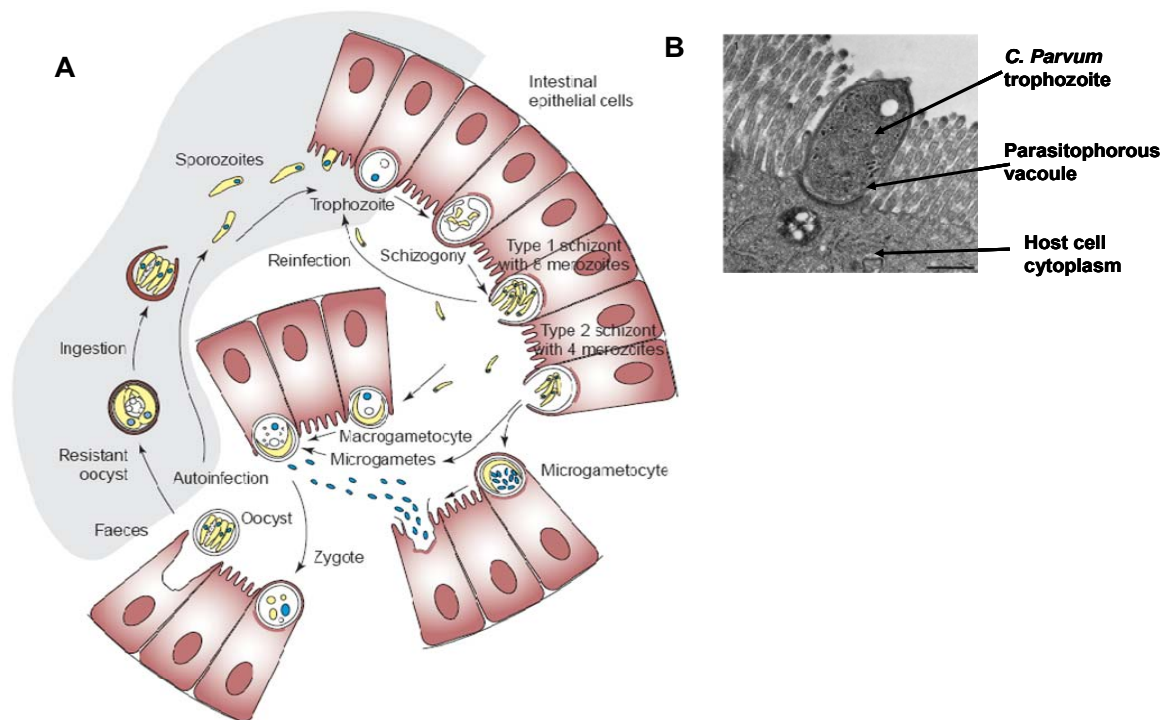 A
Intestinal
epithelial cells
Sporozoites
Trophozoite
Reinfection
Schizogony
Type 1 schizont
with 8 merozoites
Type 2 schizont
with 4 merozcites
Ingestion
Macrogametocyte
Microgametes
Microgametocyte
Resistant
oocyst
Autoinfection
Faeces
Oocyst
Zygote
B
C. Parvum
trophozoite
Parasitophorous
vacoule
Host cell
cytoplasm